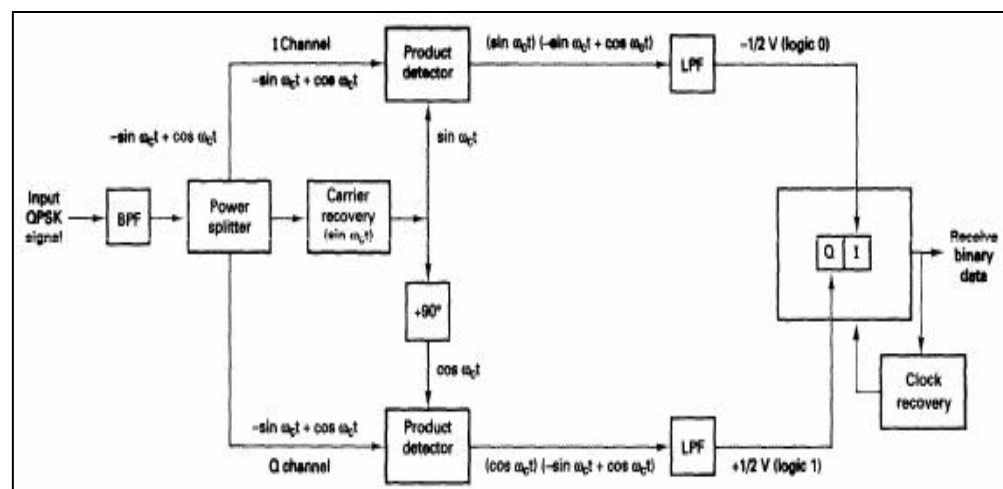 I Channel
−sin ωct + cos ωct
Product
detector
(sin ωct) (−sin ωct + cos ωct)
LPF
−1/2 V (logic 0)
−sin ωct + cos ωct
sin ωct
Input
QPSK
signal
BPF
Power
splitter
Carrier
recovery
(sin ωct)
Q
I
Receive
binary
data
+90°
cos ωct
Clock
recovery
−sin ωct + cos ωct
Q channel
Product
detector
(cos ωct) (−sin ωct + cos ωct)
LPF
+1/2 V (logic 1)